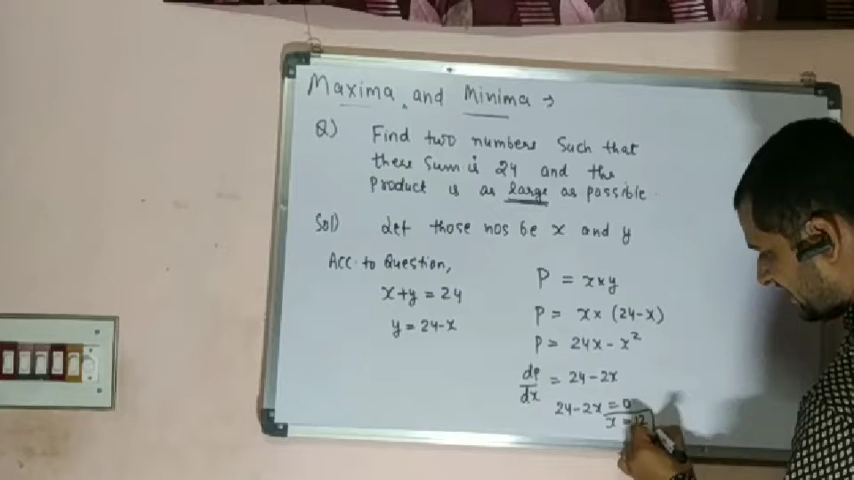 Maxima and Minima →
Q) Find two numbers Such that
there Sum is 24 and the
Product is as large as possible.
Sol) Let those nos be x and y
Acc. to Question,
x+y = 24
y = 24-x
P = x×y
P = x× (24-x)
P = 24x - x²
dP/dx = 24-2x
24-2x = 0
x = 12